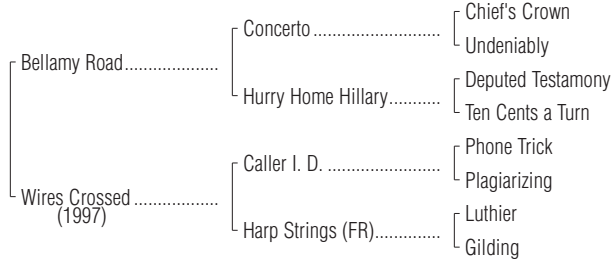 Chief's Crown
Concerto
Undeniably
Bellamy Road
Deputed Testamony
Hurry Home Hillary
Ten Cents a Turn
Phone Trick
Caller I. D.
Plagiarizing
Wires Crossed
(1997)
Luthier
Harp Strings (FR)
Gilding